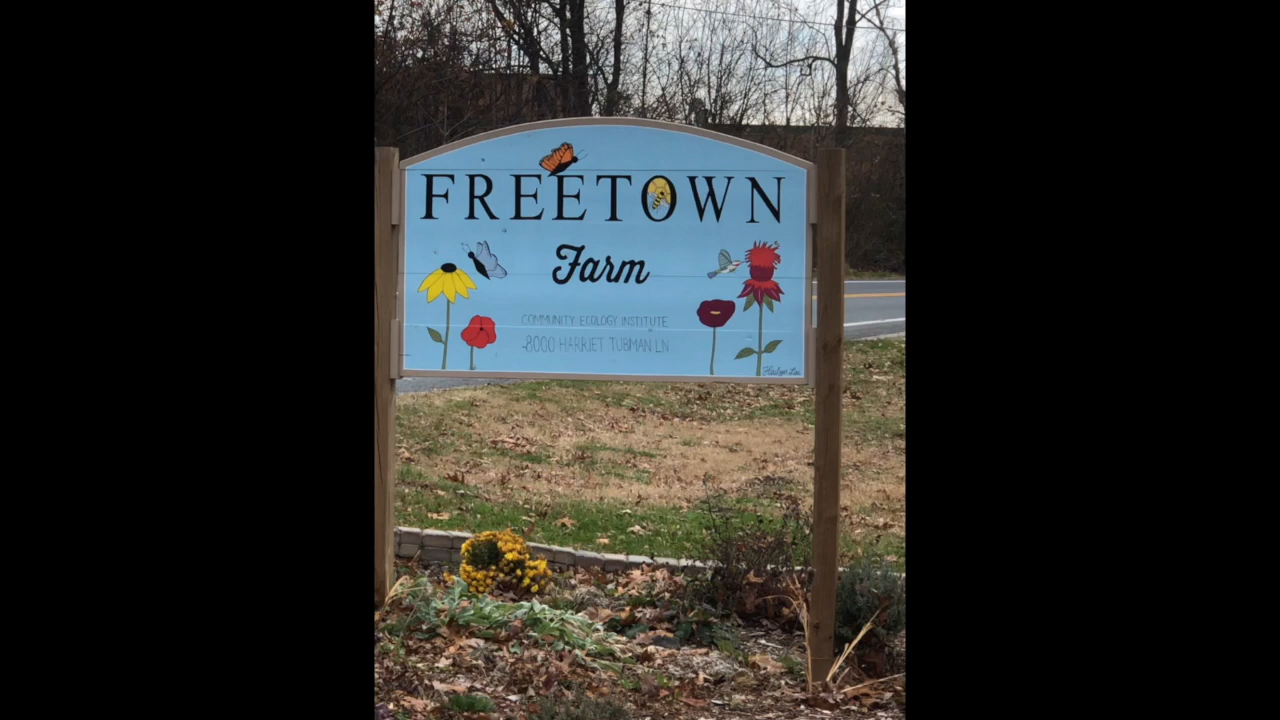 FREETOWN
Farm
COMMUNITY ECOLOGY INSTITUTE
8000 HARRIET TUBMAN LN